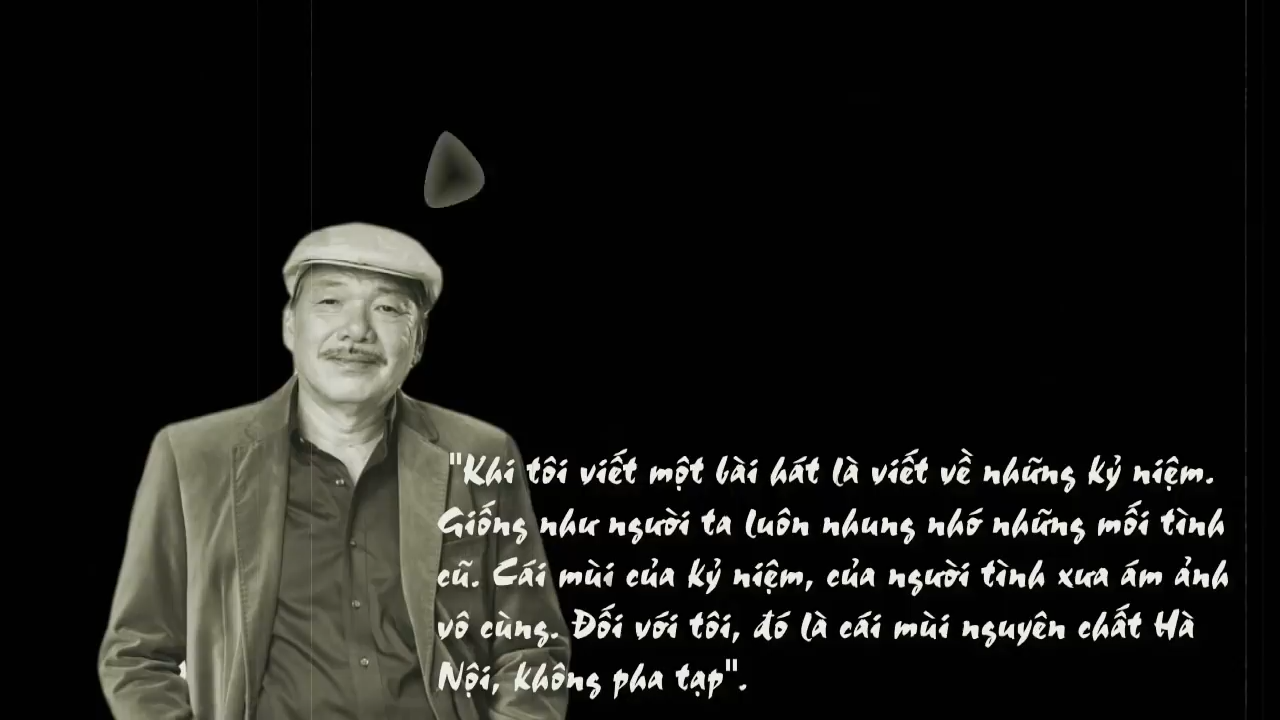 "Khi tôi viết một bài hát là viết về những kỷ niệm.
Giống như người ta luôn nhung nhớ những mối tình
cũ. Cái mùi của kỷ niệm, của người tình xưa ám ảnh
vô cùng. Đối với tôi, đó là cái mùi nguyên chất Hà
Nội, không pha tạp".